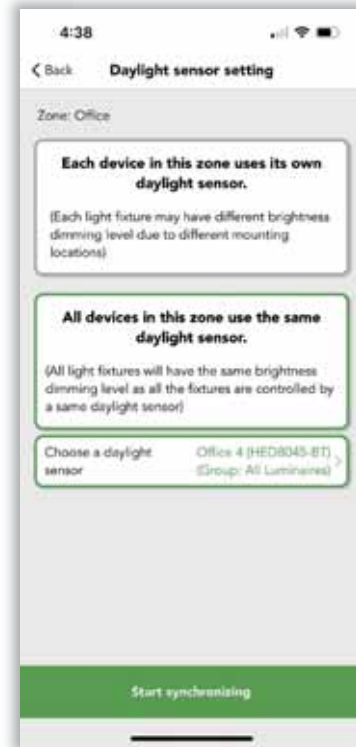 4:38
Back Daylight sensor setting
Zone: Office
Each device in this zone uses its own
daylight sensor.
(Each light fixture may have different brightness
dimming level due to different mounting
locations)
All devices in this zone use the same
daylight sensor.
(All light fixtures will have the same brightness
dimming level as all the fixtures are controlled by
a same daylight sensor)
Choose a daylight Office 4 (HED8045-BT)
sensor (Group: All Luminaires)
Start synchronizing